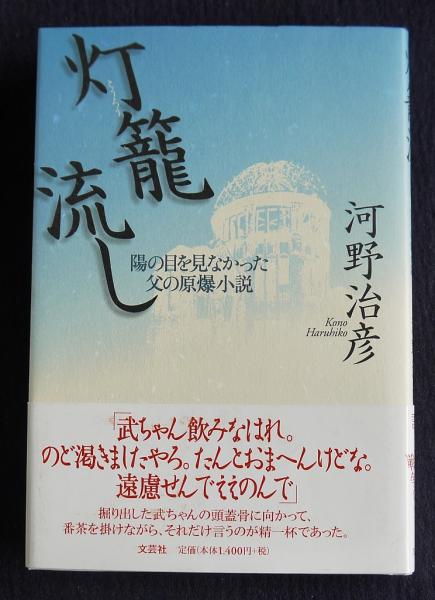 灯籠流し
とうろう
陽の目を見なかった
父の原爆小説
河野治彦
Kono
Haruhiko
「武ちゃん飲みなはれ。
のど渇きましたやろ。たんとおまへんけどな。
遠慮せんでええのんで」
掘り出した武ちゃんの頭蓋骨に向かって、
番茶を掛けながら、それだけ言うのが精一杯であった。
文芸社 定価(本体1,400円+税)